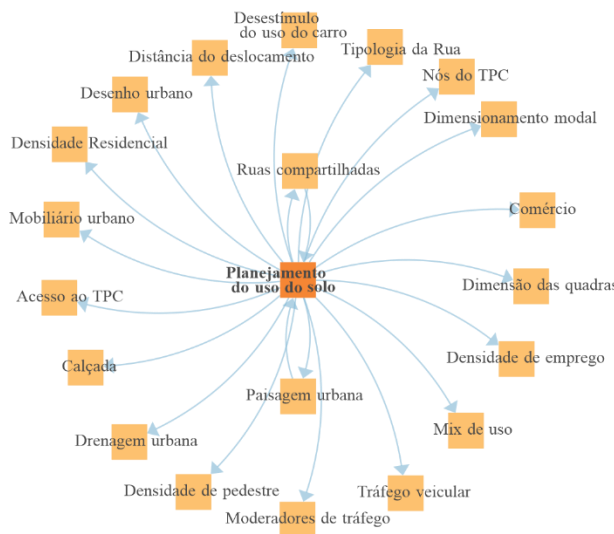 Desestímulo
do uso do carro
Tipologia da Rua
Distância do deslocamento
Nós do TPC
Desenho urbano
Dimensionamento modal
Densidade Residencial
Ruas compartilhadas
Mobiliário urbano
Comércio
Planejamento
do uso do solo
Dimensão das quadras
Acesso ao TPC
Densidade de emprego
Calçada
Paisagem urbana
Mix de uso
Drenagem urbana
Densidade de pedestre
Tráfego veicular
Moderadores de tráfego